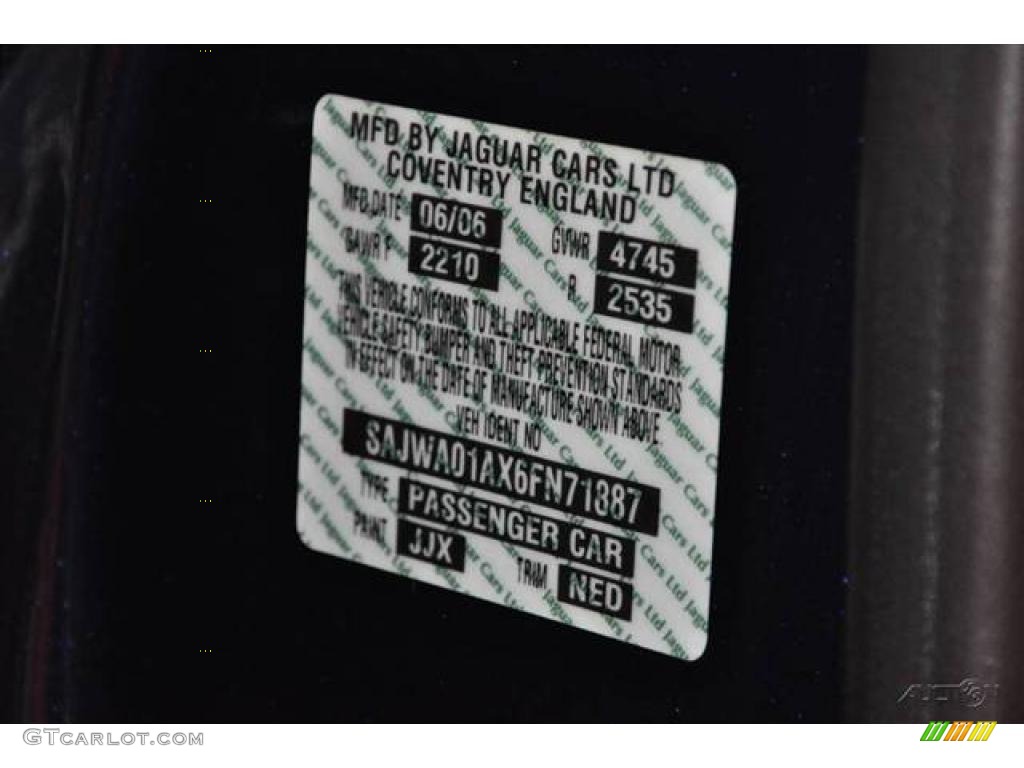 MFD BY JAGUAR CARS LTD
COVENTRY ENGLAND
MFD,DATE 06/06 GVWR 4745
GAWR F 2210 R 2535
THIS VEHICLE CONFORMS TO ALL APPLICABLE FEDERAL MOTOR
VEHICLE SAFETY BUMPER AND THEFT PREVENTION STANDARDS
IN EFFECT ON THE DATE OF MANUFACTURE SHOWN ABOVE.
VEH IDENT NO
SAJWA01AX6FN71887
TYPE, PASSENGER CAR
PAINT, JJX TRIM, NED
AUCTION
GTCARLOT.COM